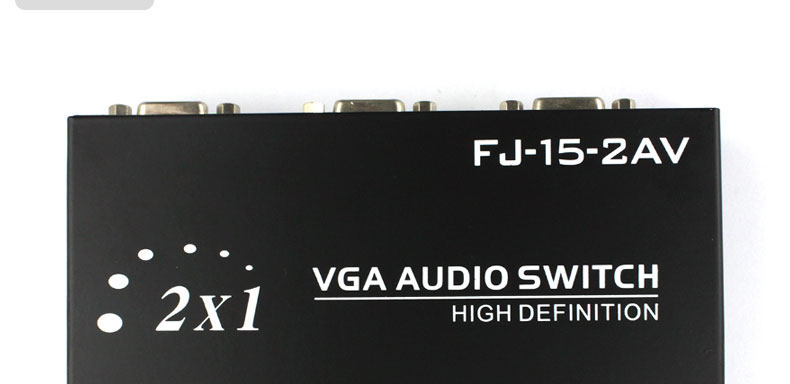 FJ-15-2AV
VGA AUDIO SWITCH
2x1
HIGH DEFINITION